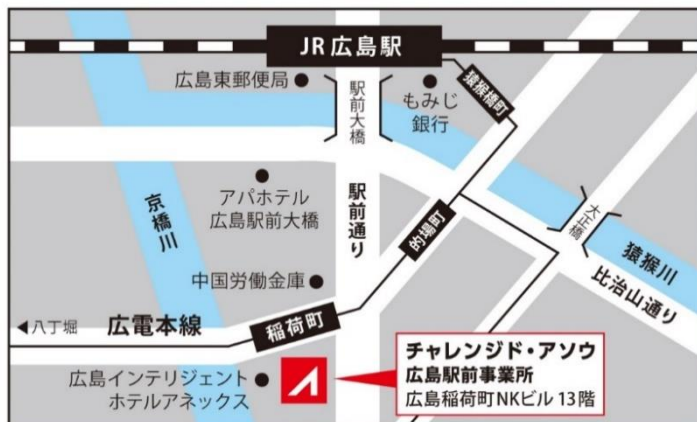 JR広島駅
広島東郵便局
駅前大橋
もみじ
銀行
猿猴橋町
アパホテル
広島駅前大橋
京橋川
駅前通り
的場町
大正橋
猿猴川
比治山通り
中国労働金庫
八丁堀
広電本線
稲荷町
広島インテリジェント
ホテルアネックス
チャレンジド・アソウ
広島駅前事業所
広島稲荷町NKビル 13階